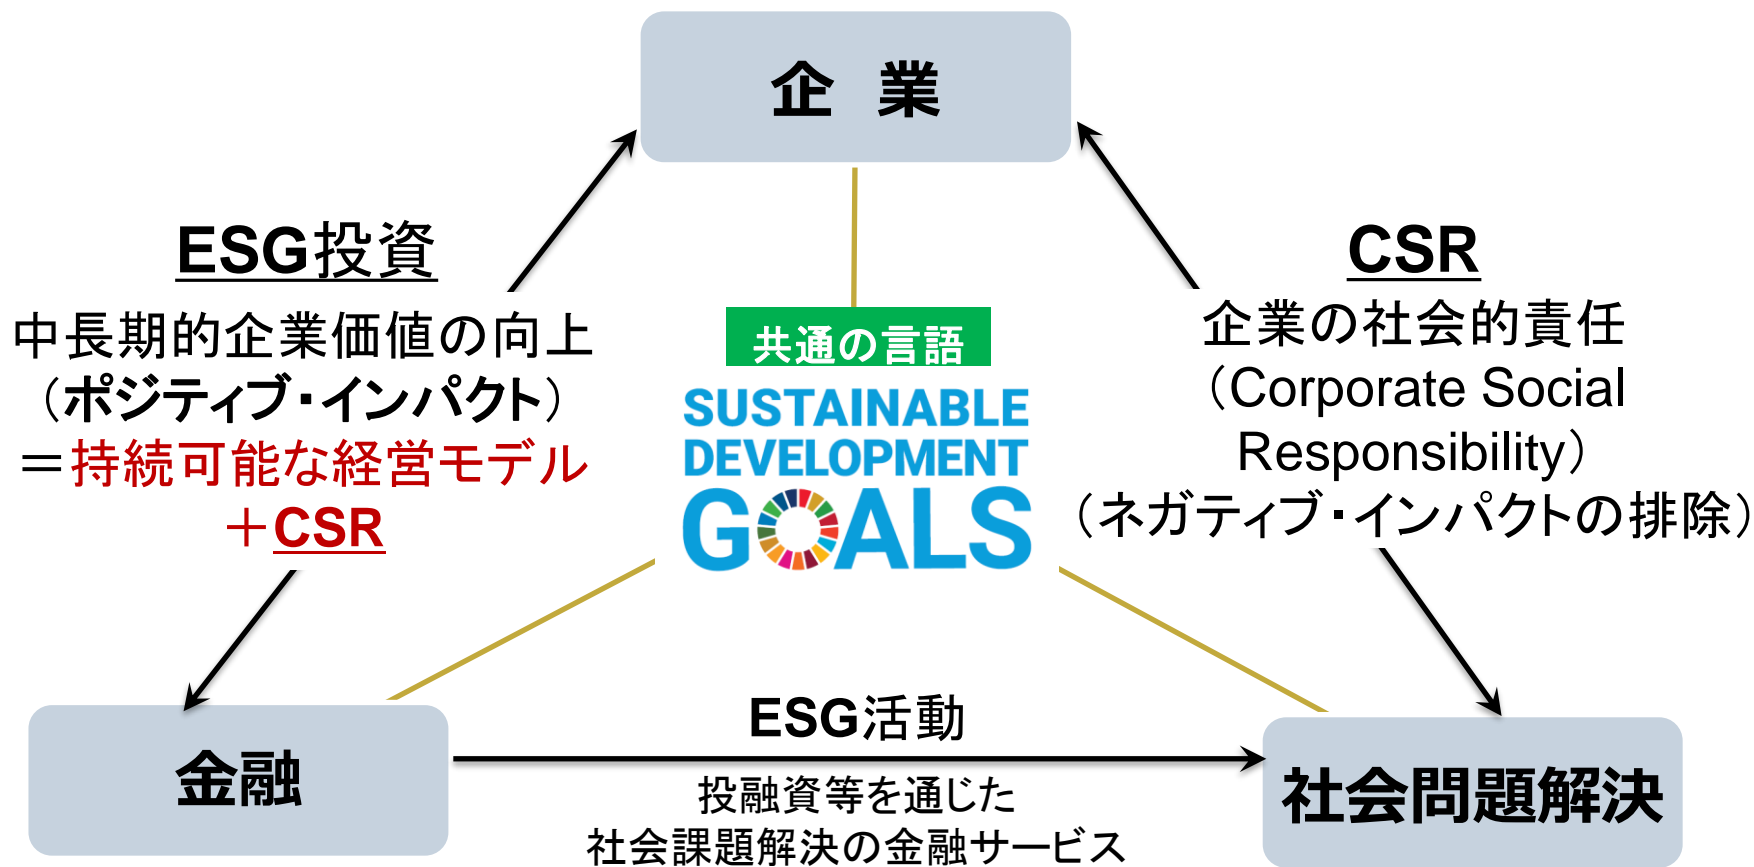 企　業
ESG投資
中長期的企業価値の向上
（ポジティブ・インパクト）
＝持続可能な経営モデル
＋CSR
共通の言語
SUSTAINABLE
DEVELOPMENT
GOALS
CSR
企業の社会的責任
（Corporate Social
Responsibility）
（ネガティブ・インパクトの排除）
金融
ESG活動
投融資等を通じた
社会課題解決の金融サービス
社会問題解決